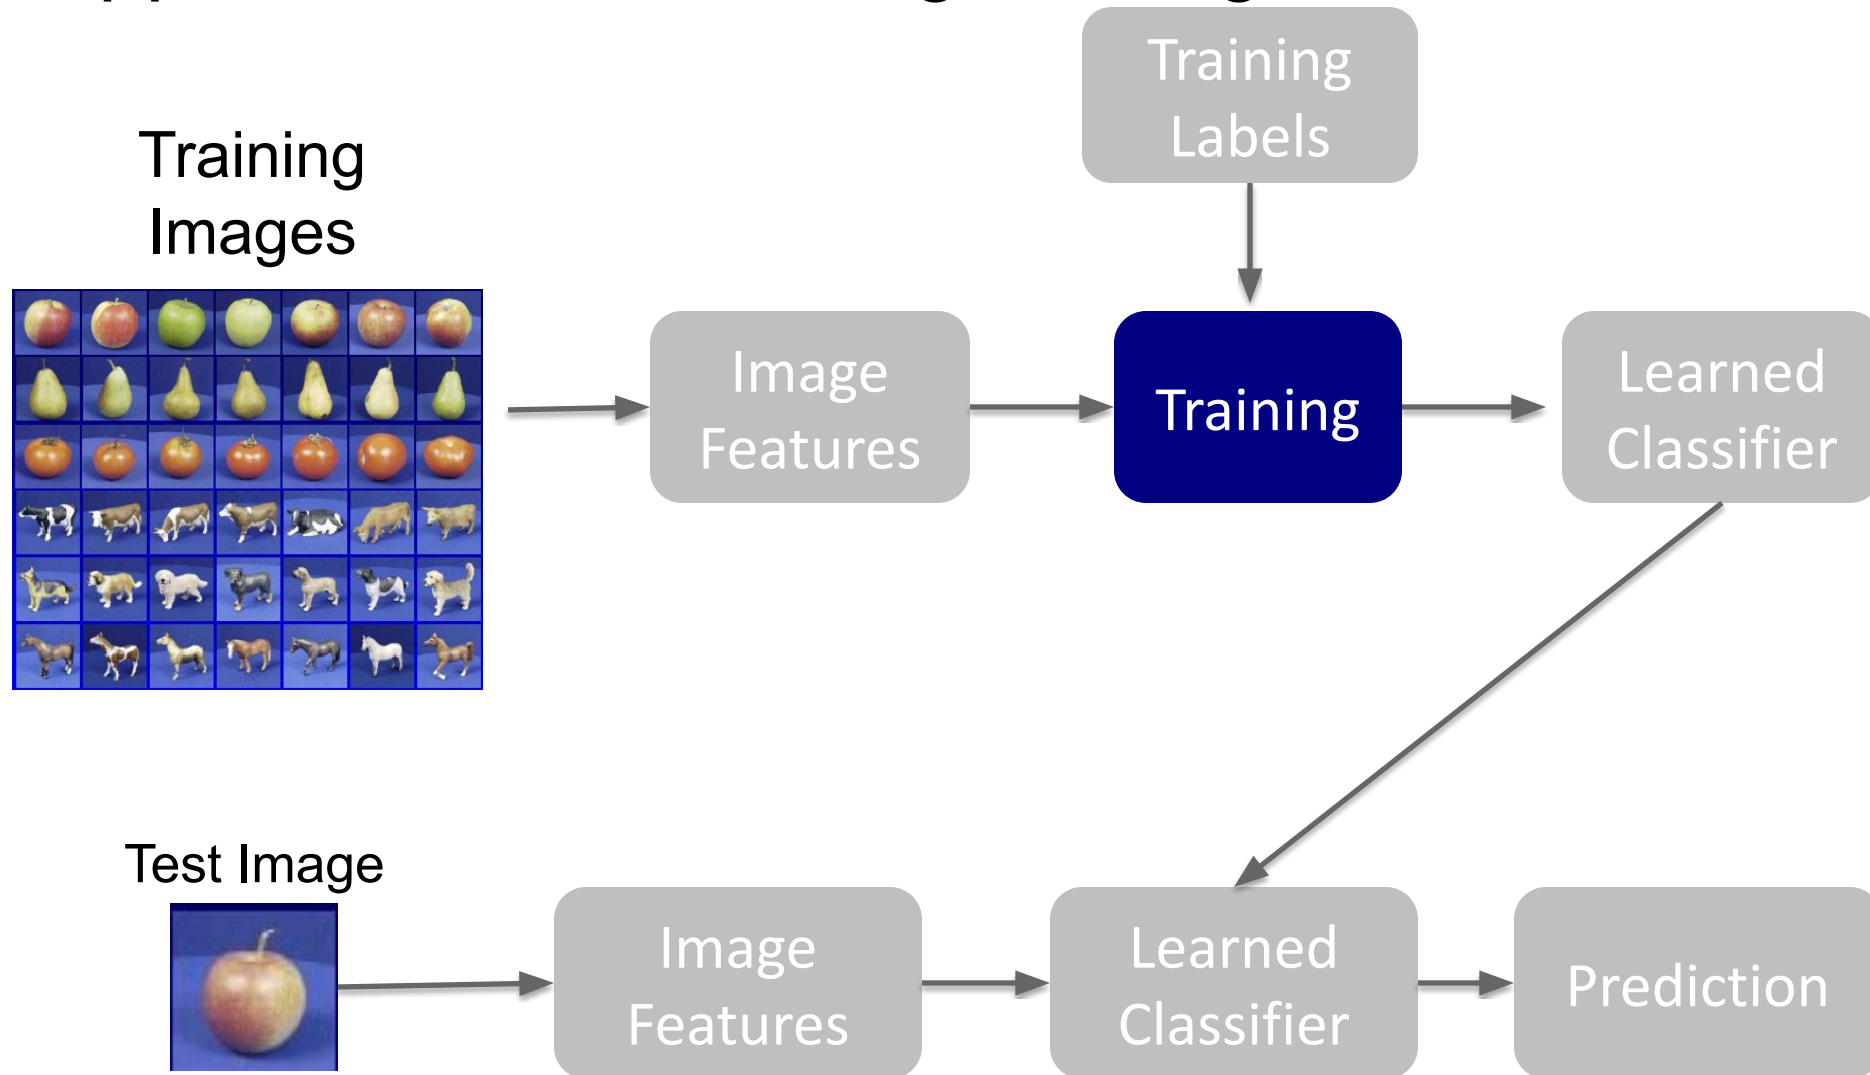 Training
Labels
Training
Images
Image
Features
Training
Learned
Classifier
Test Image
Image
Features
Learned
Classifier
Prediction